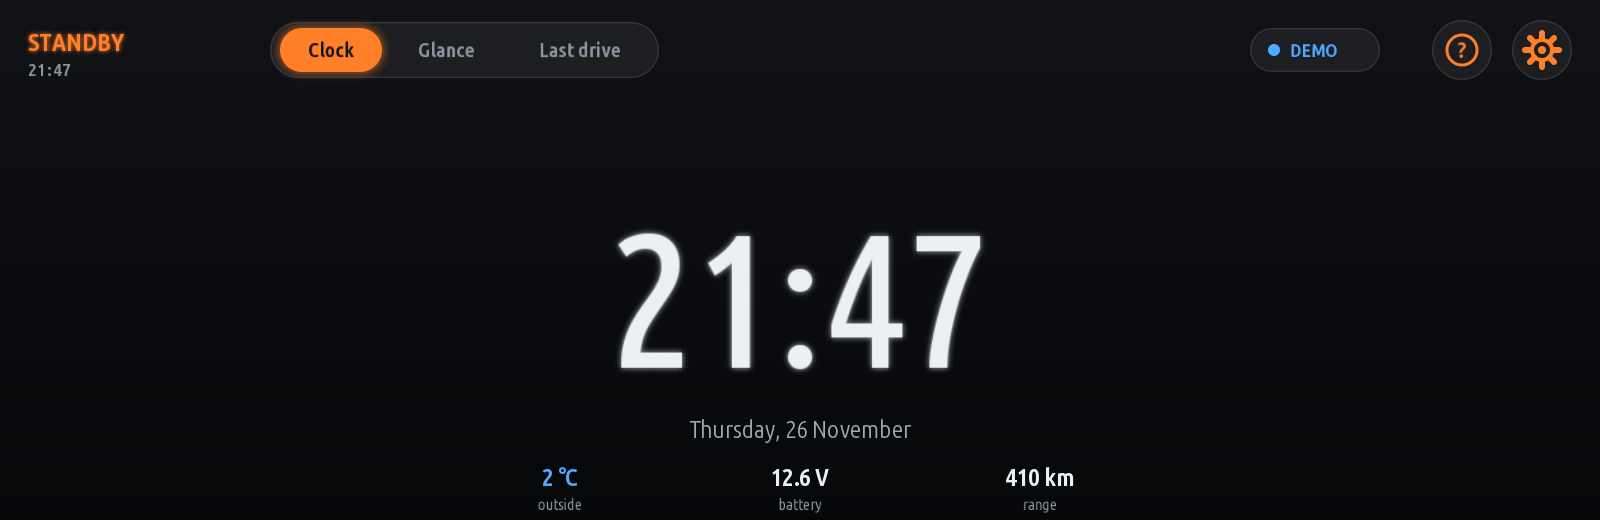 STANDBY
21:47
Clock
Glance
Last drive
DEMO
?
21:47
Thursday, 26 November
2 °C
outside
12.6 V
battery
410 km
range